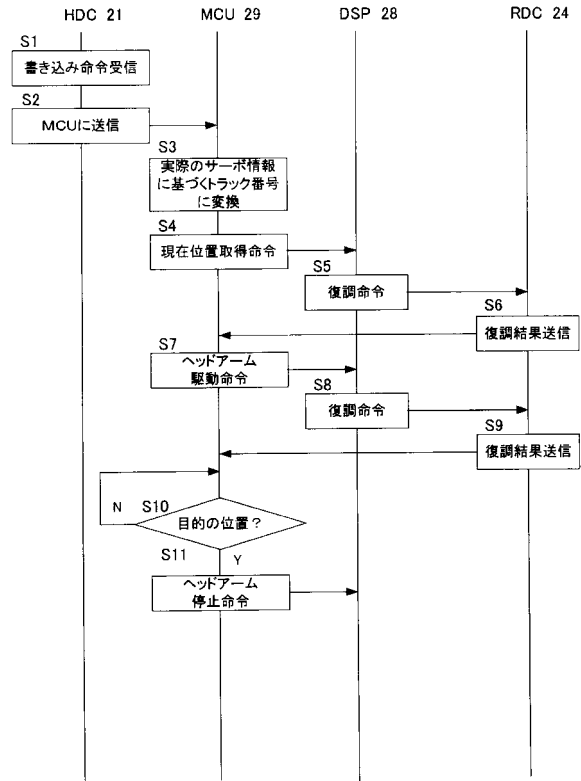 HDC 21 MCU 29 DSP 28 RDC 24
S1
書き込み命令受信
S2
MCUに送信
S3
実際のサーボ情報
に基づくトラック番号
に変換
S4
現在位置取得命令
S5
復調命令
S6
復調結果送信
S7
ヘッドアーム
駆動命令
S8
復調命令
S9
復調結果送信
N
S10
目的の位置？
S11
Y
ヘッドアーム
停止命令